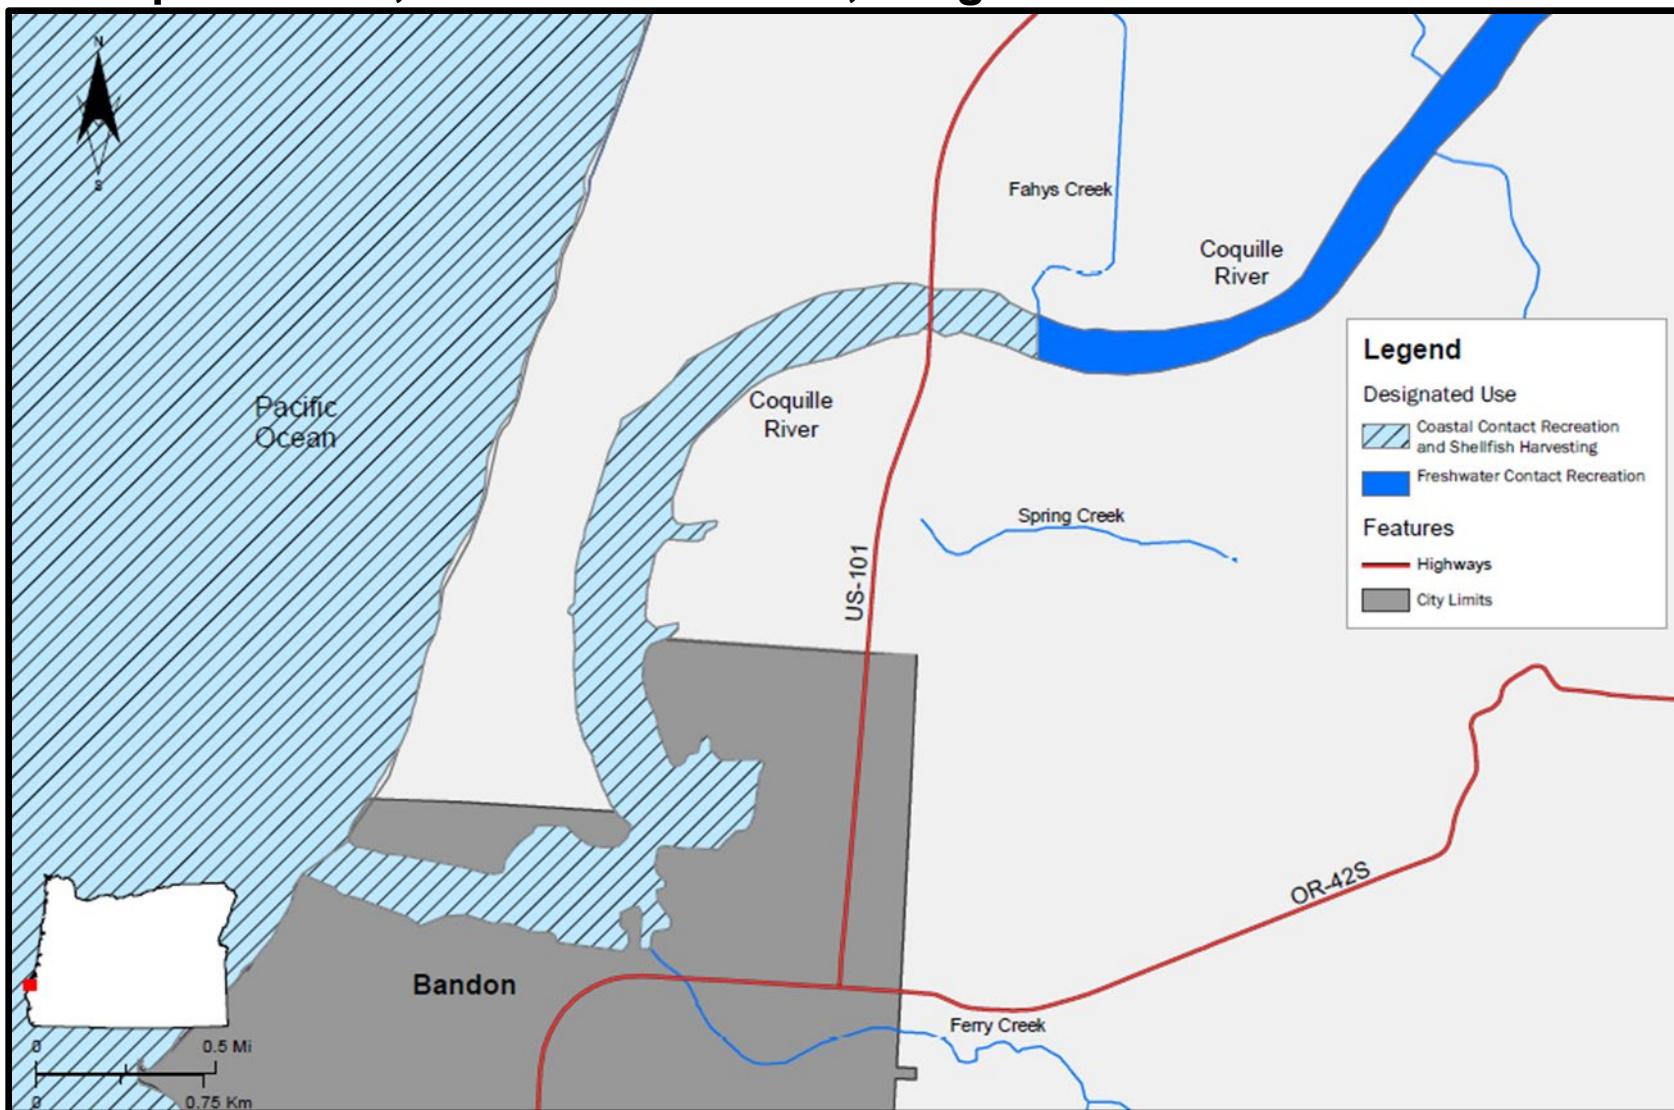 N
S
Fahys Creek
Coquille
River
Pacific
Ocean
Coquille
River
Spring Creek
US-101
Legend
Designated Use
Coastal Contact Recreation
and Shellfish Harvesting
Freshwater Contact Recreation
Features
Highways
City Limits
OR-42S
Bandon
Ferry Creek
0 0.5 Mi
0 0.75 Km